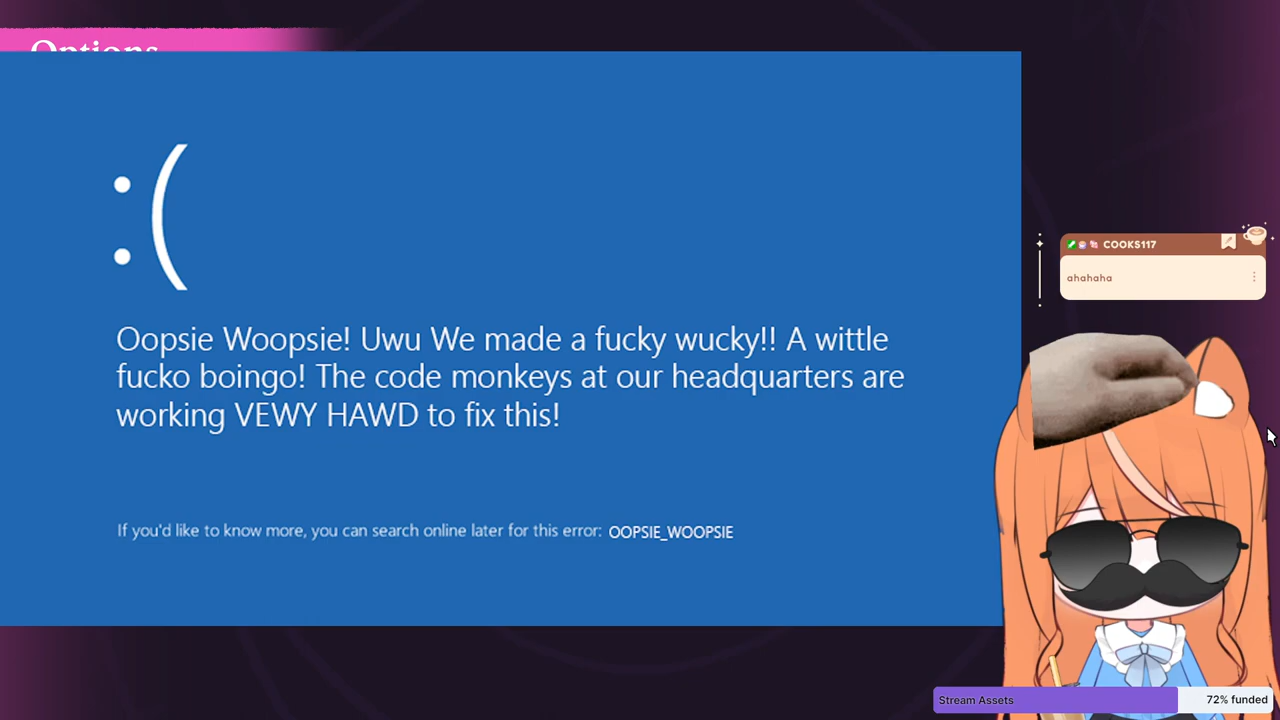 Options
:(
Oopsie Woopsie! Uwu We made a fucky wucky!! A wittle
fucko boingo! The code monkeys at our headquarters are
working VEWY HAWD to fix this!
If you'd like to know more, you can search online later for this error: OOPSIE_WOOPSIE
COOKS117
ahahaha
Stream Assets 72% funded